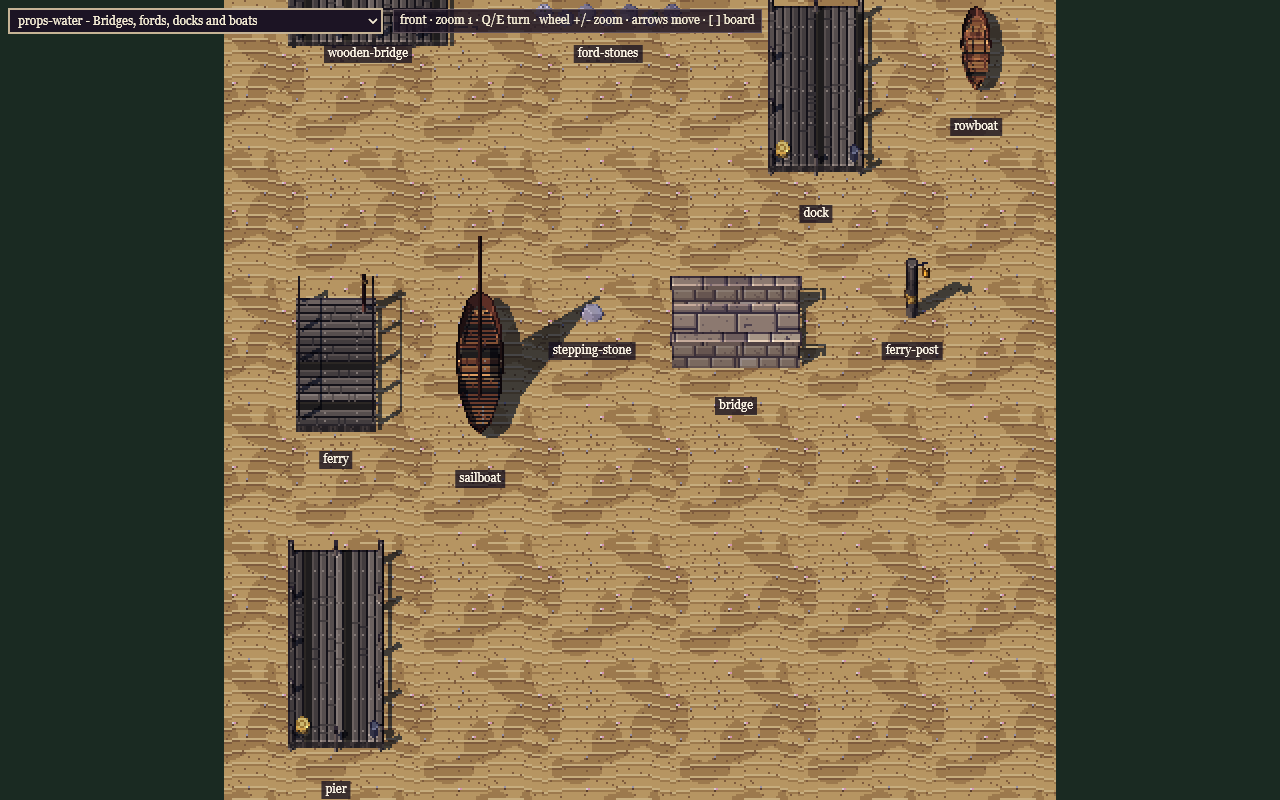 props-water - Bridges, fords, docks and boats
front · zoom 1 · Q/E turn · wheel +/- zoom · arrows move · [ ] board
wooden-bridge
ford-stones
rowboat
dock
stepping-stone
ferry-post
bridge
ferry
sailboat
pier